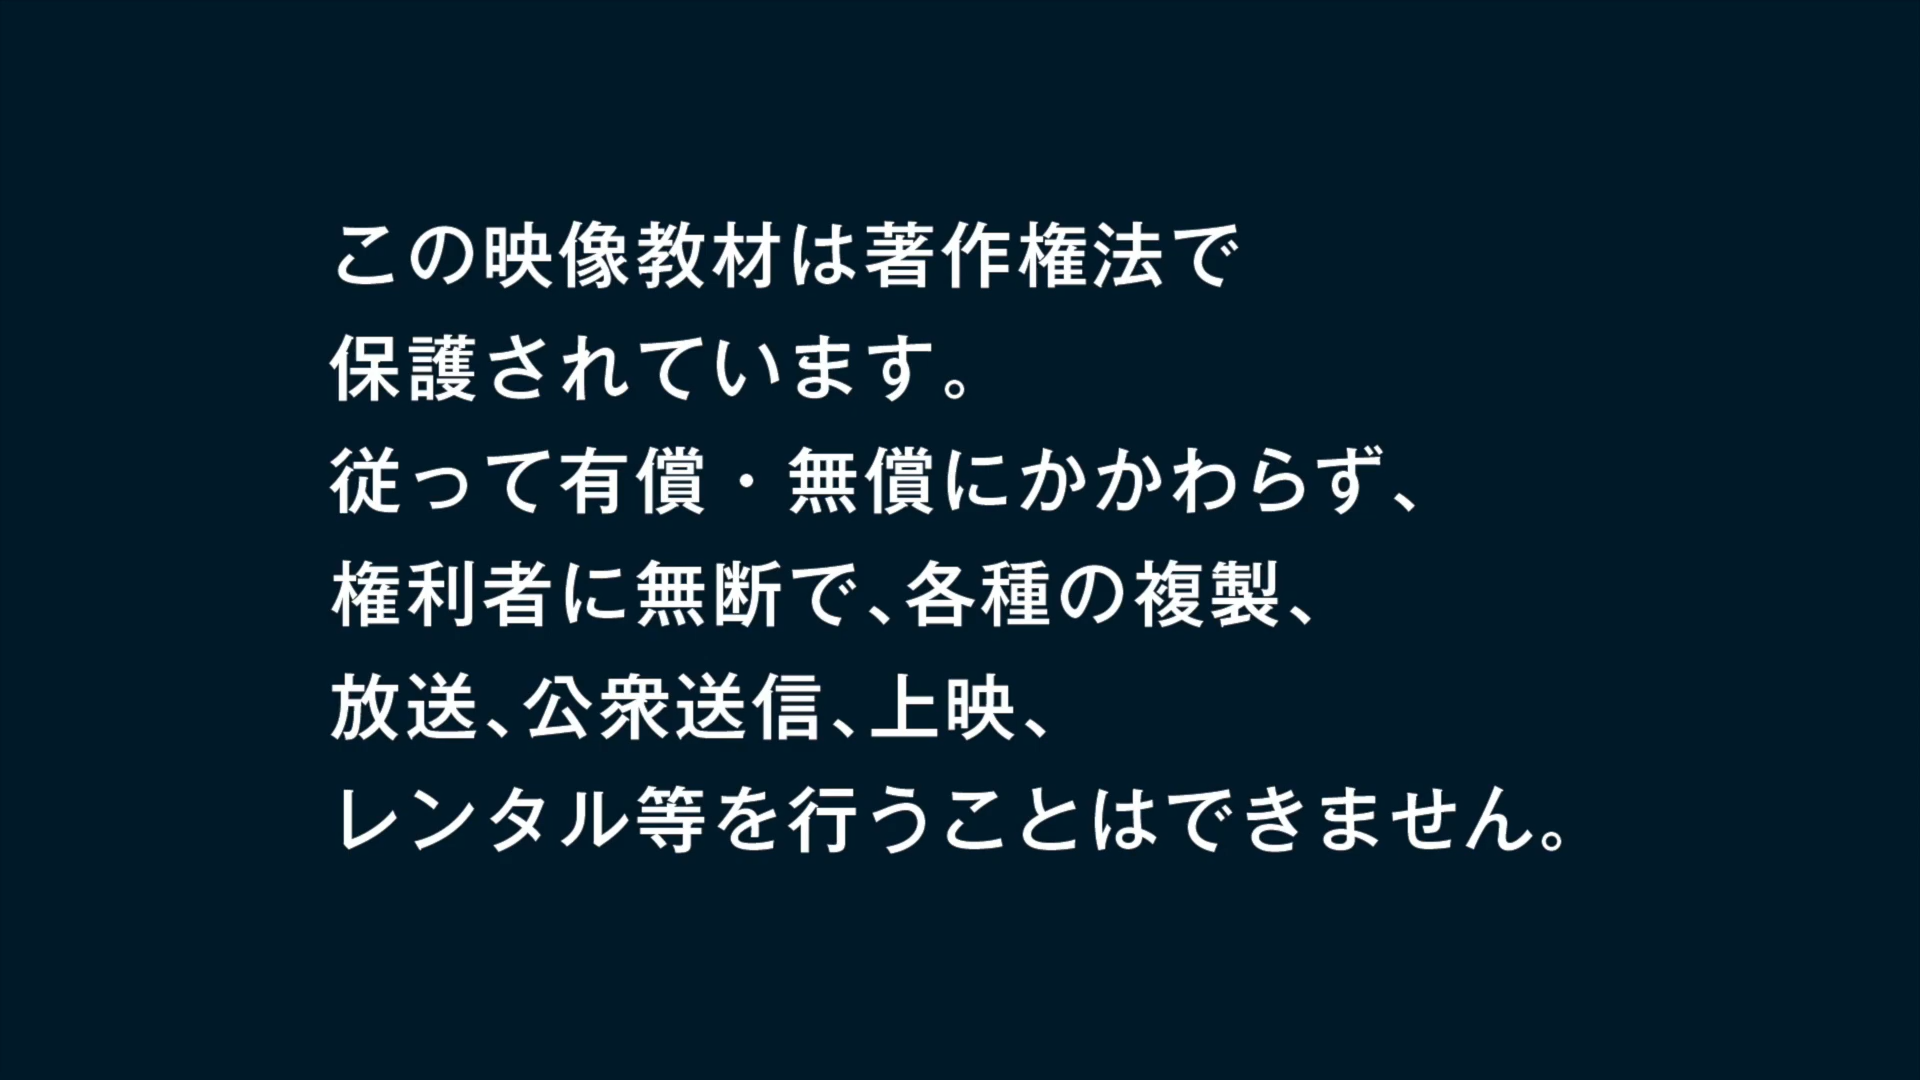 この映像教材は著作権法で
保護されています。
従って有償・無償にかかわらず、
権利者に無断で、各種の複製、
放送、公衆送信、上映、
レンタル等を行うことはできません。